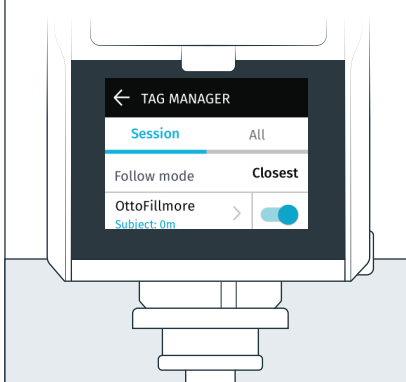 TAG MANAGER
Session All
Follow mode Closest
OttoFillmore
Subject: 0m